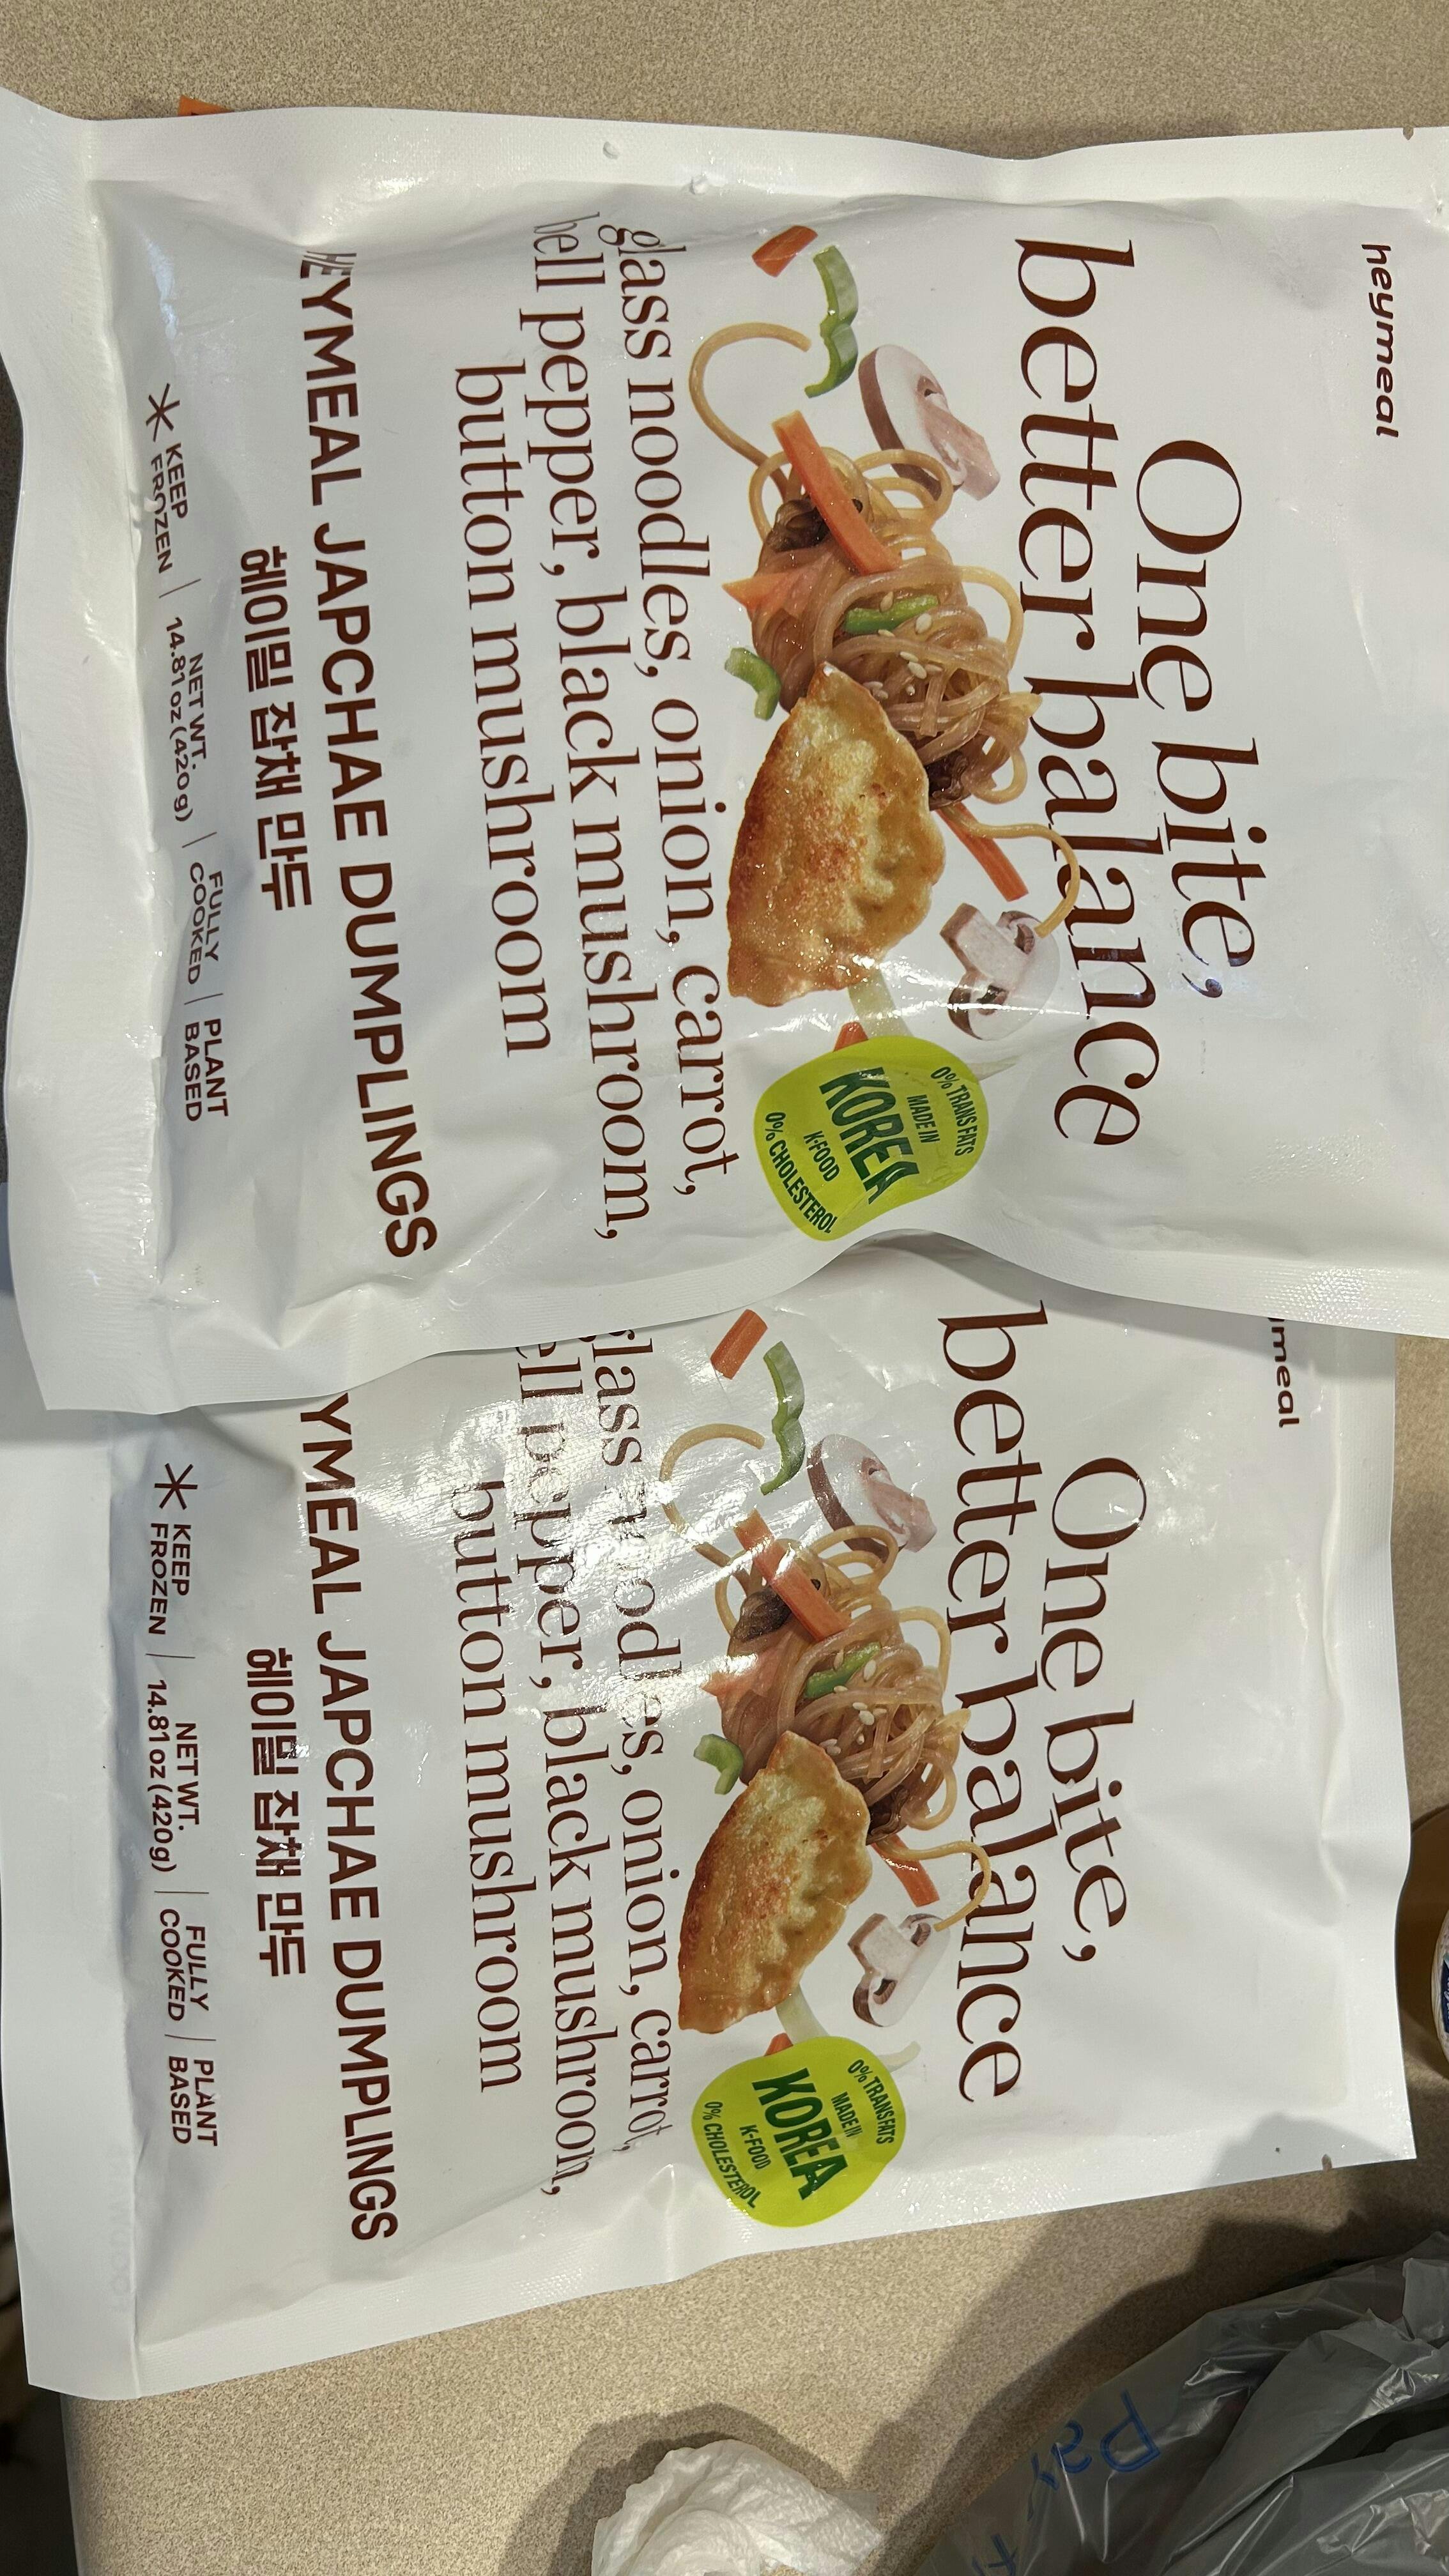 heymeal
One bite,
better balance
0% TRANS FATS
MADE IN
KOREA
K-FOOD
0% CHOLESTEROL
glass noodles, onion, carrot,
bell pepper, black mushroom,
button mushroom
HEYMEAL JAPCHAE DUMPLINGS
헤이밀 잡채 만두
KEEP FROZEN | NET WT. 14.81 oz (420g) | FULLY COOKED | PLANT BASED
meal
One bite,
better balance
0% TRANS FATS
MADE IN
KOREA
K-FOOD
0% CHOLESTEROL
lass noodles, onion, carrot,
ell pepper, black mushroom,
button mushroom
YMEAL JAPCHAE DUMPLINGS
헤이밀 잡채 만두
KEEP FROZEN | NET WT. 14.81 oz (420g) | FULLY COOKED | PLANT BASED